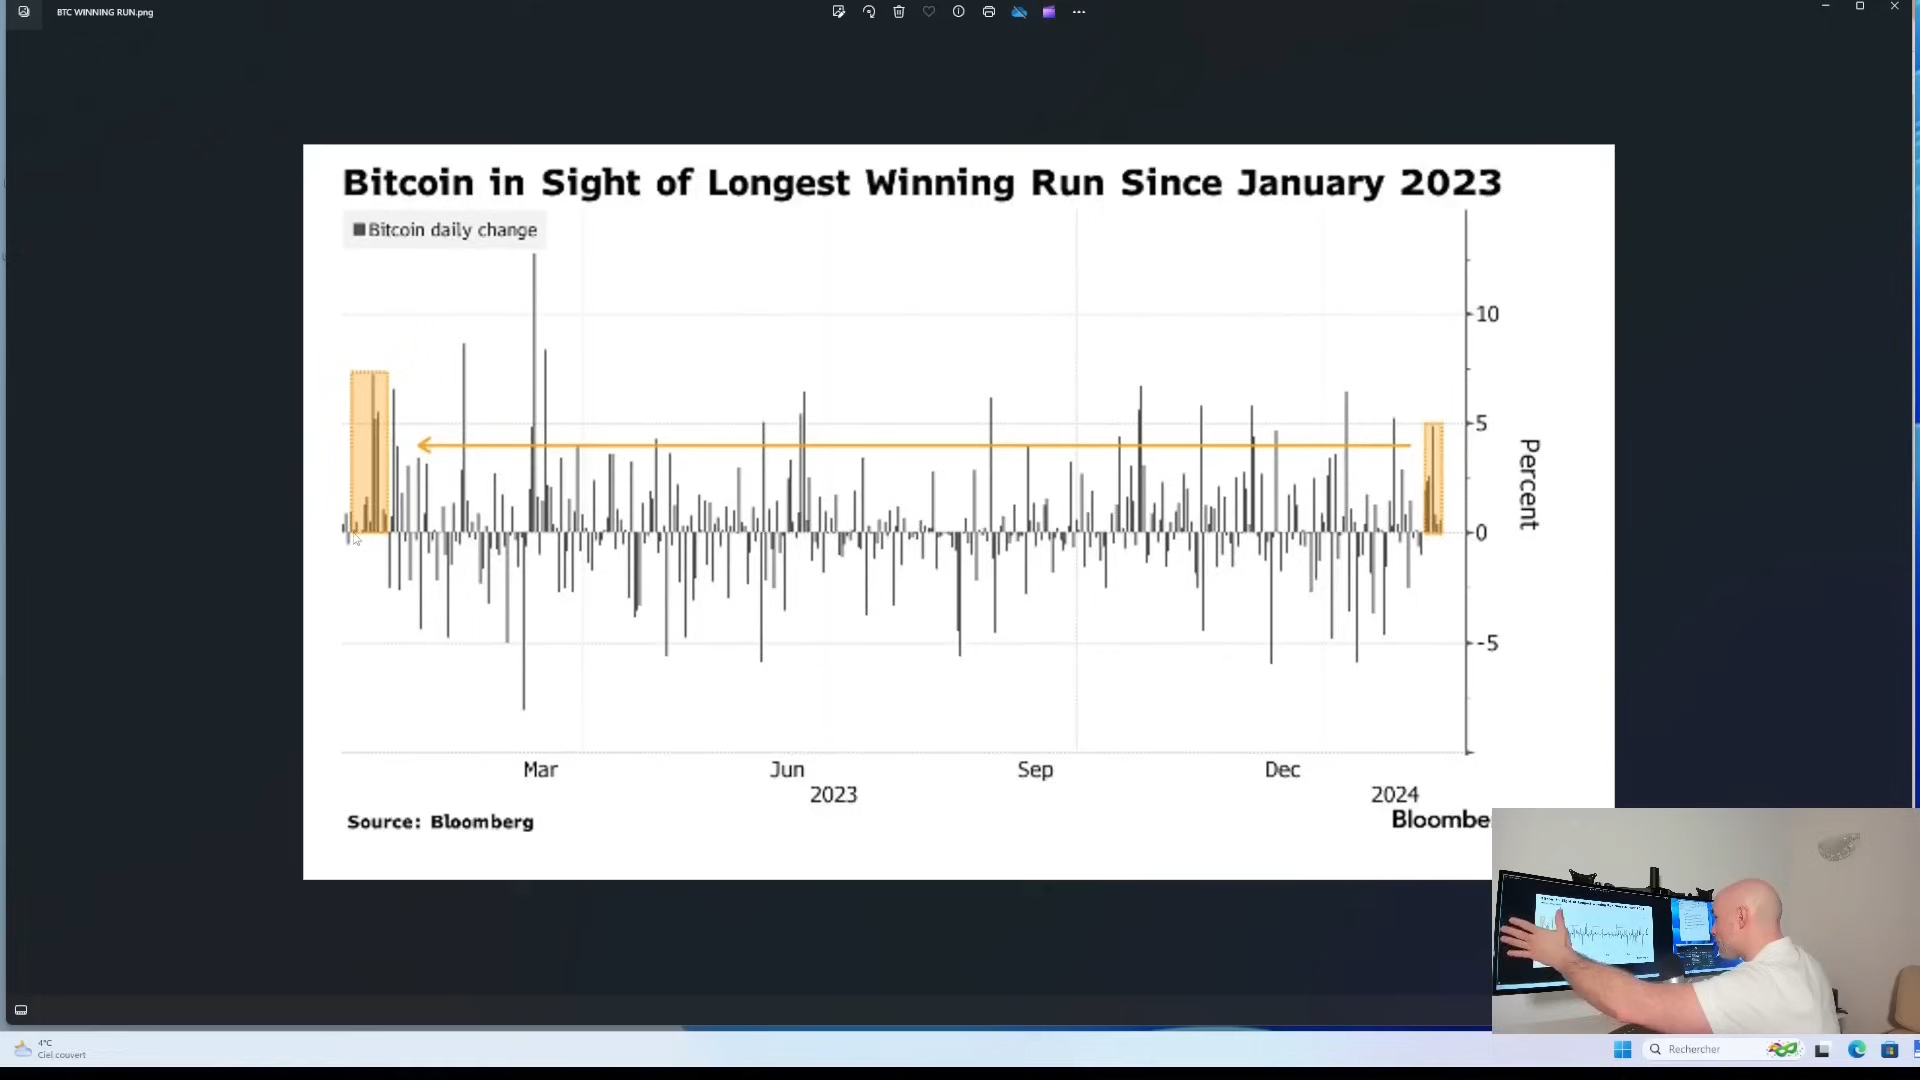 BTC WINNING RUN.png
Bitcoin in Sight of Longest Winning Run Since January 2023
Bitcoin daily change
10
5
0
-5
Percent
Mar
Jun
Sep
Dec
2023
2024
Source: Bloomberg
Bloombe
4°C
Ciel couvert
Rechercher